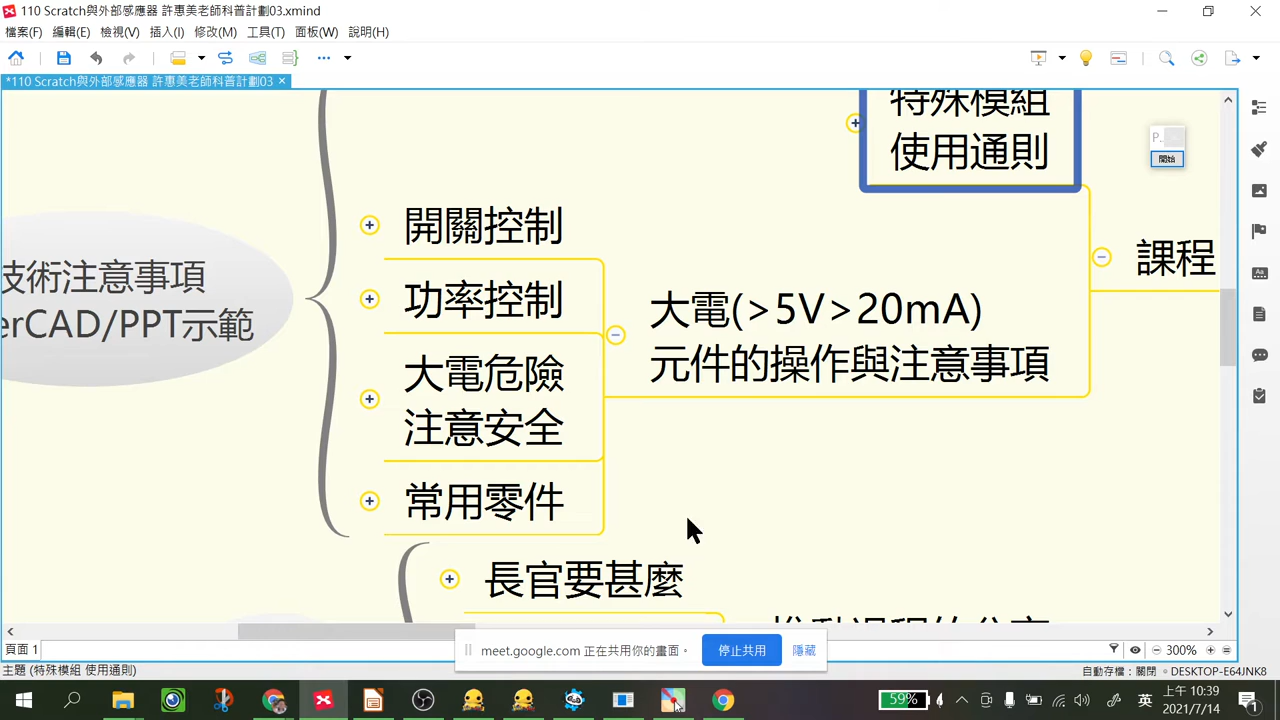 110 Scratch與外部感應器 許惠美老師科普計劃03.xmind
檔案(F) 編輯(E) 檢視(V) 插入(I) 修改(M) 工具(T) 面板(W) 說明(H)
*110 Scratch與外部感應器 許惠美老師科普計劃03
特殊模組
使用通則
P...
開始
開關控制
課程
技術注意事項
erCAD/PPT示範
功率控制
大電(>5V>20mA)
元件的操作與注意事項
大電危險
注意安全
常用零件
長官要甚麼
meet.google.com 正在共用你的畫面。 停止共用 隱藏
頁面 1
300%
主題 (特殊模組 使用通則)
自動存檔：關閉
DESKTOP-E64JNK8
59%
英
上午 10:39
2021/7/14
1